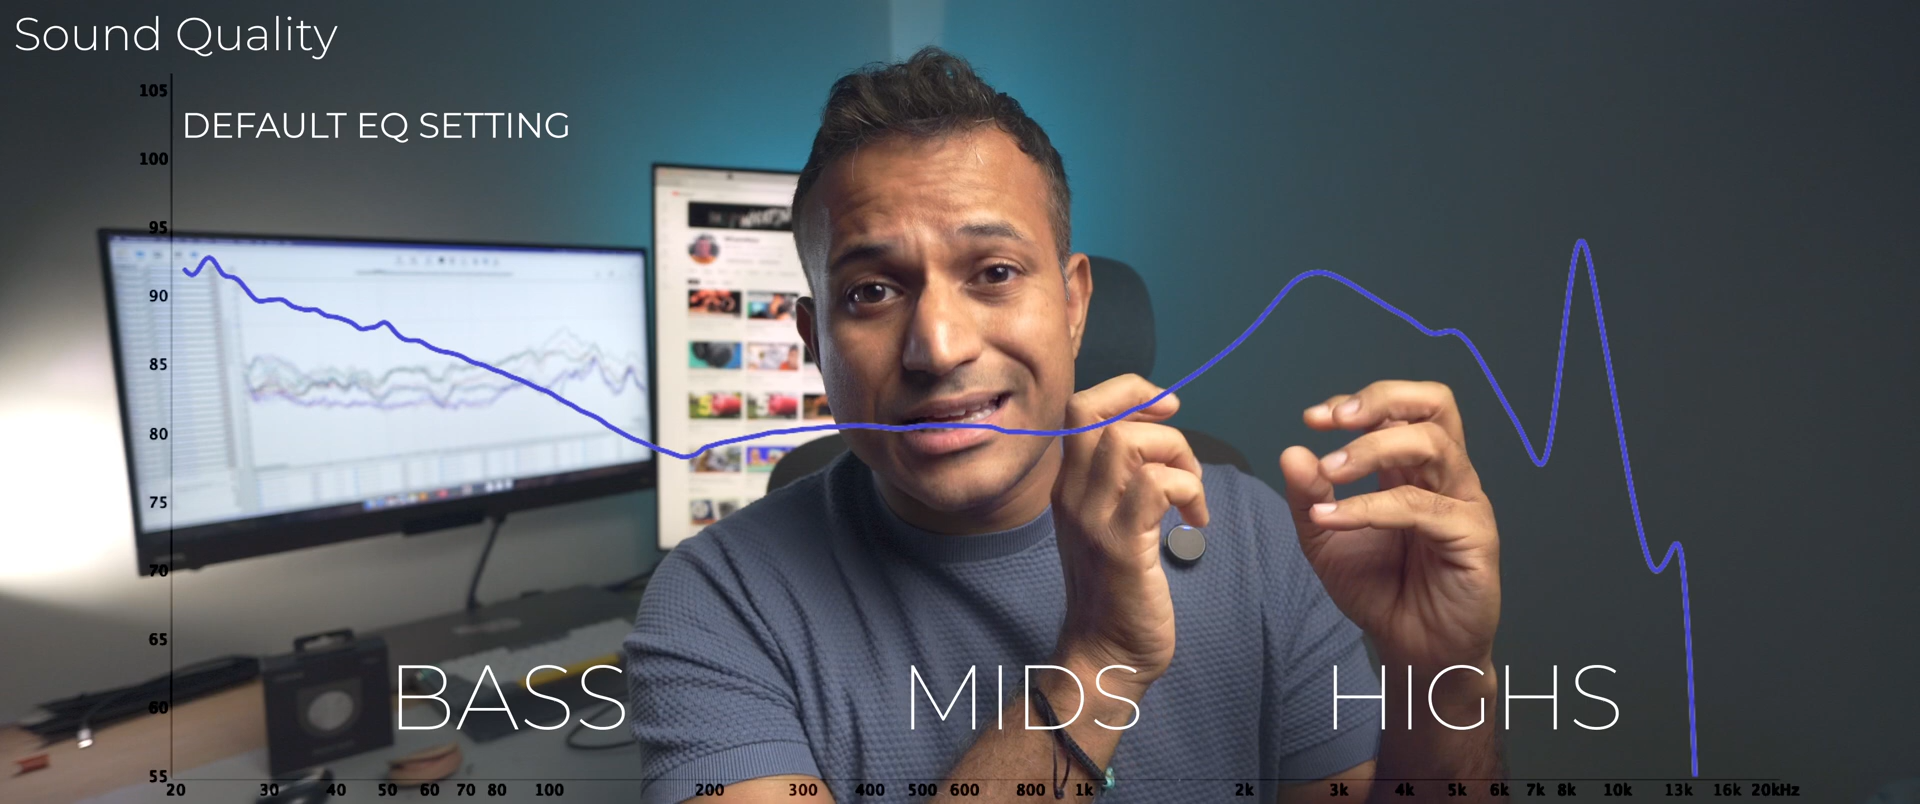 Sound Quality
DEFAULT EQ SETTING
105
100
95
90
85
80
75
70
65
60
55
BASS MIDS HIGHS
20 30 40 50 60 70 80 100 200 300 400 500 600 800 1k 2k 3k 4k 5k 6k 7k 8k 10k 13k 16k 20kHz